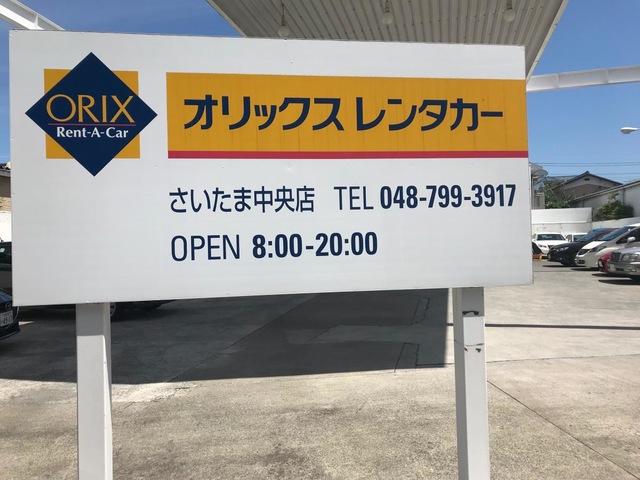 ORIX
Rent-A-Car
オリックスレンタカー
さいたま中央店 TEL 048-799-3917
OPEN 8:00-20:00